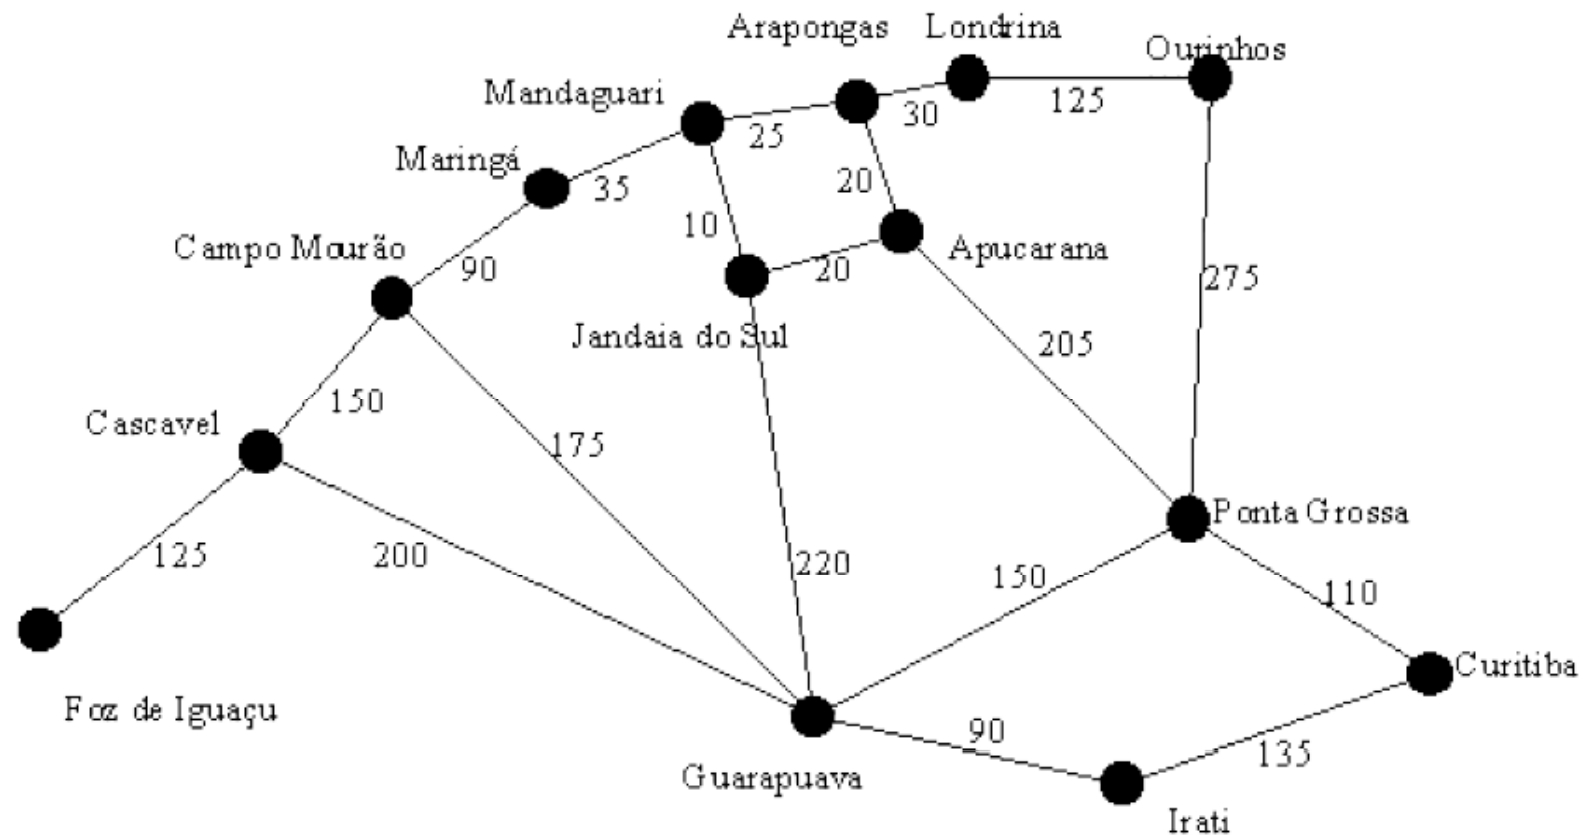 Arapongas
Londrina
Ourinhos
Mandaguari
25
30
125
Maringá
35
20
10
Campo Mourão
90
20
Apucarana
275
Jandaia do Sul
205
150
Cascavel
175
Ponta Grossa
125
200
220
150
110
Curitiba
Foz de Iguaçu
90
135
Guarapuava
Irati